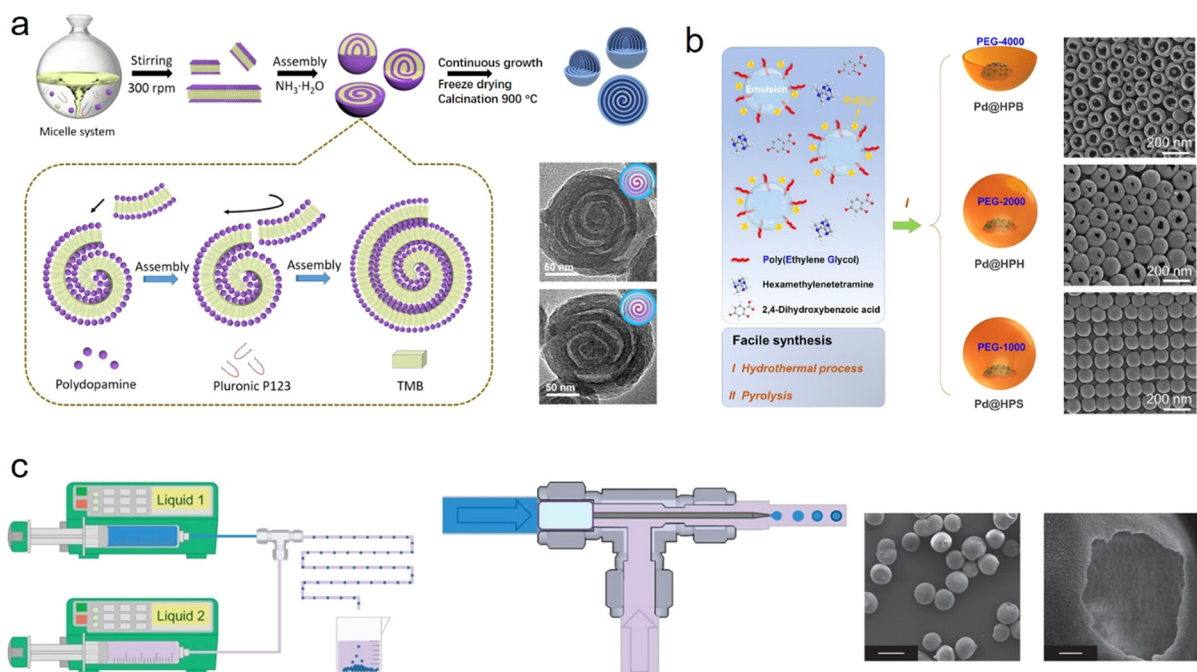 a
Micelle system
Stirring
300 rpm
Assembly
NH₃·H₂O
Continuous growth
Freeze drying
Calcination 900 °C
Assembly
Assembly
Polydopamine
Pluronic P123
TMB
50 nm
50 nm
b
Emulsion
Poly(Ethylene Glycol)
Hexamethylenetetramine
2,4-Dihydroxybenzoic acid
Facile synthesis
I Hydrothermal process
II Pyrolysis
I
PEG-4000
Pd@HPB
200 nm
PEG-2000
Pd@HPH
200 nm
PEG-1000
Pd@HPS
200 nm
c
Liquid 1
Liquid 2